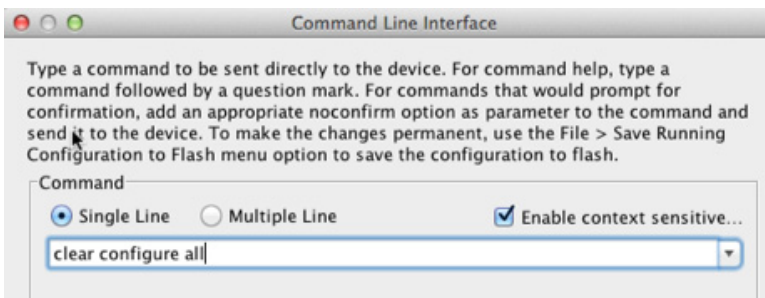 Command Line Interface
Type a command to be sent directly to the device. For command help, type a
command followed by a question mark. For commands that would prompt for
confirmation, add an appropriate noconfirm option as parameter to the command and
send it to the device. To make the changes permanent, use the File > Save Running
Configuration to Flash menu option to save the configuration to flash.
Command
Single Line Multiple Line Enable context sensitive...
clear configure all